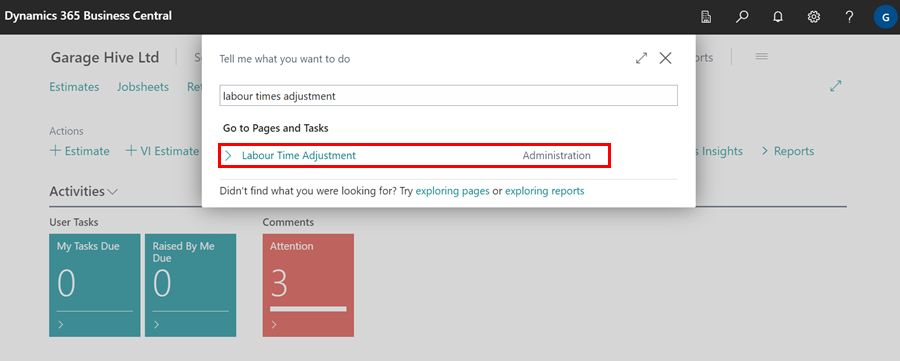 Dynamics 365 Business Central
G
Garage Hive Ltd
Tell me what you want to do
Estimates Jobsheets
labour times adjustment
Actions
Go to Pages and Tasks
+ Estimate + VI Estimate
> Labour Time Adjustment Administration
Insights > Reports
Didn't find what you were looking for? Try exploring pages or exploring reports
Activities
User Tasks Comments
My Tasks Due Raised By Me Due Attention
0 0 3